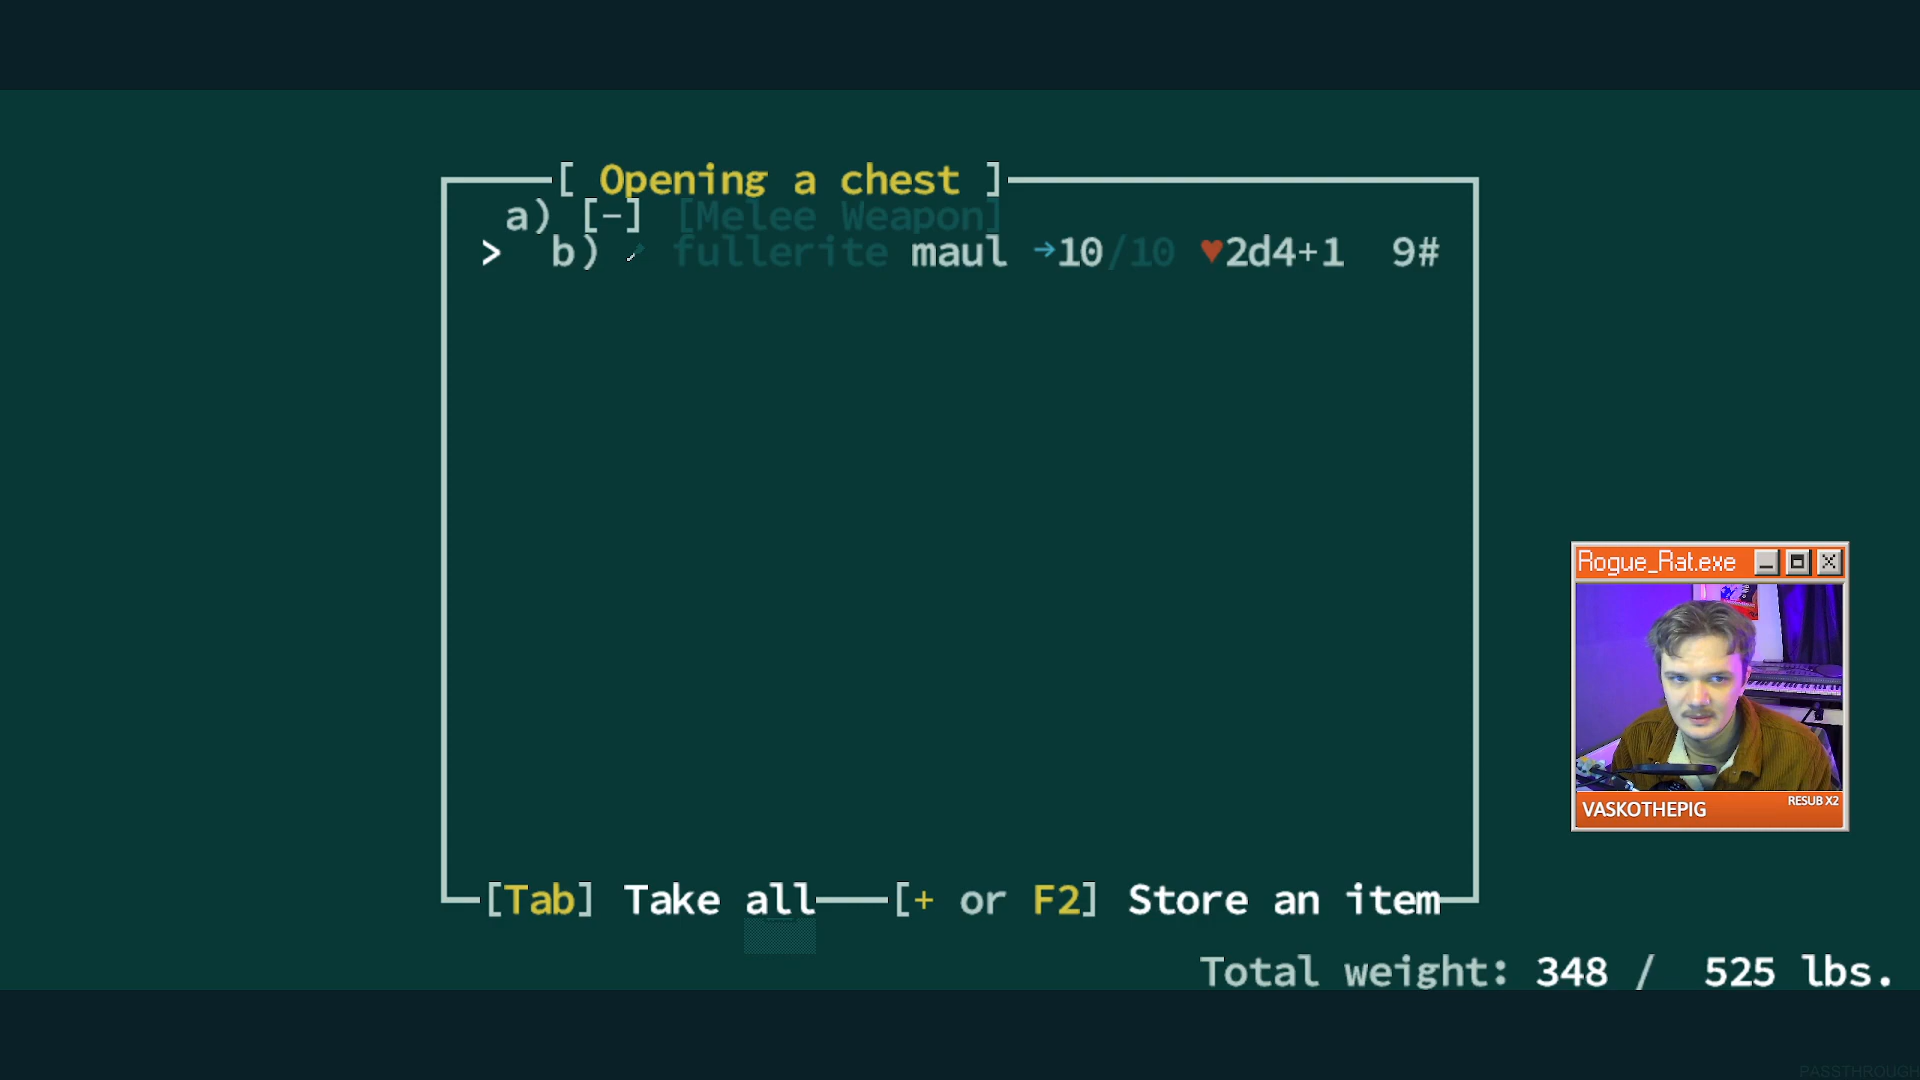 [ Opening a chest ]
a) [-] [Melee Weapon]
> b) fullerite maul →10/10 ♥2d4+1 9#
[Tab] Take all [+ or F2] Store an item
Total weight: 348 / 525 lbs.
Rogue_Rat.exe
VASKOTHEPIG RESUB X2
PASSTHROUGH